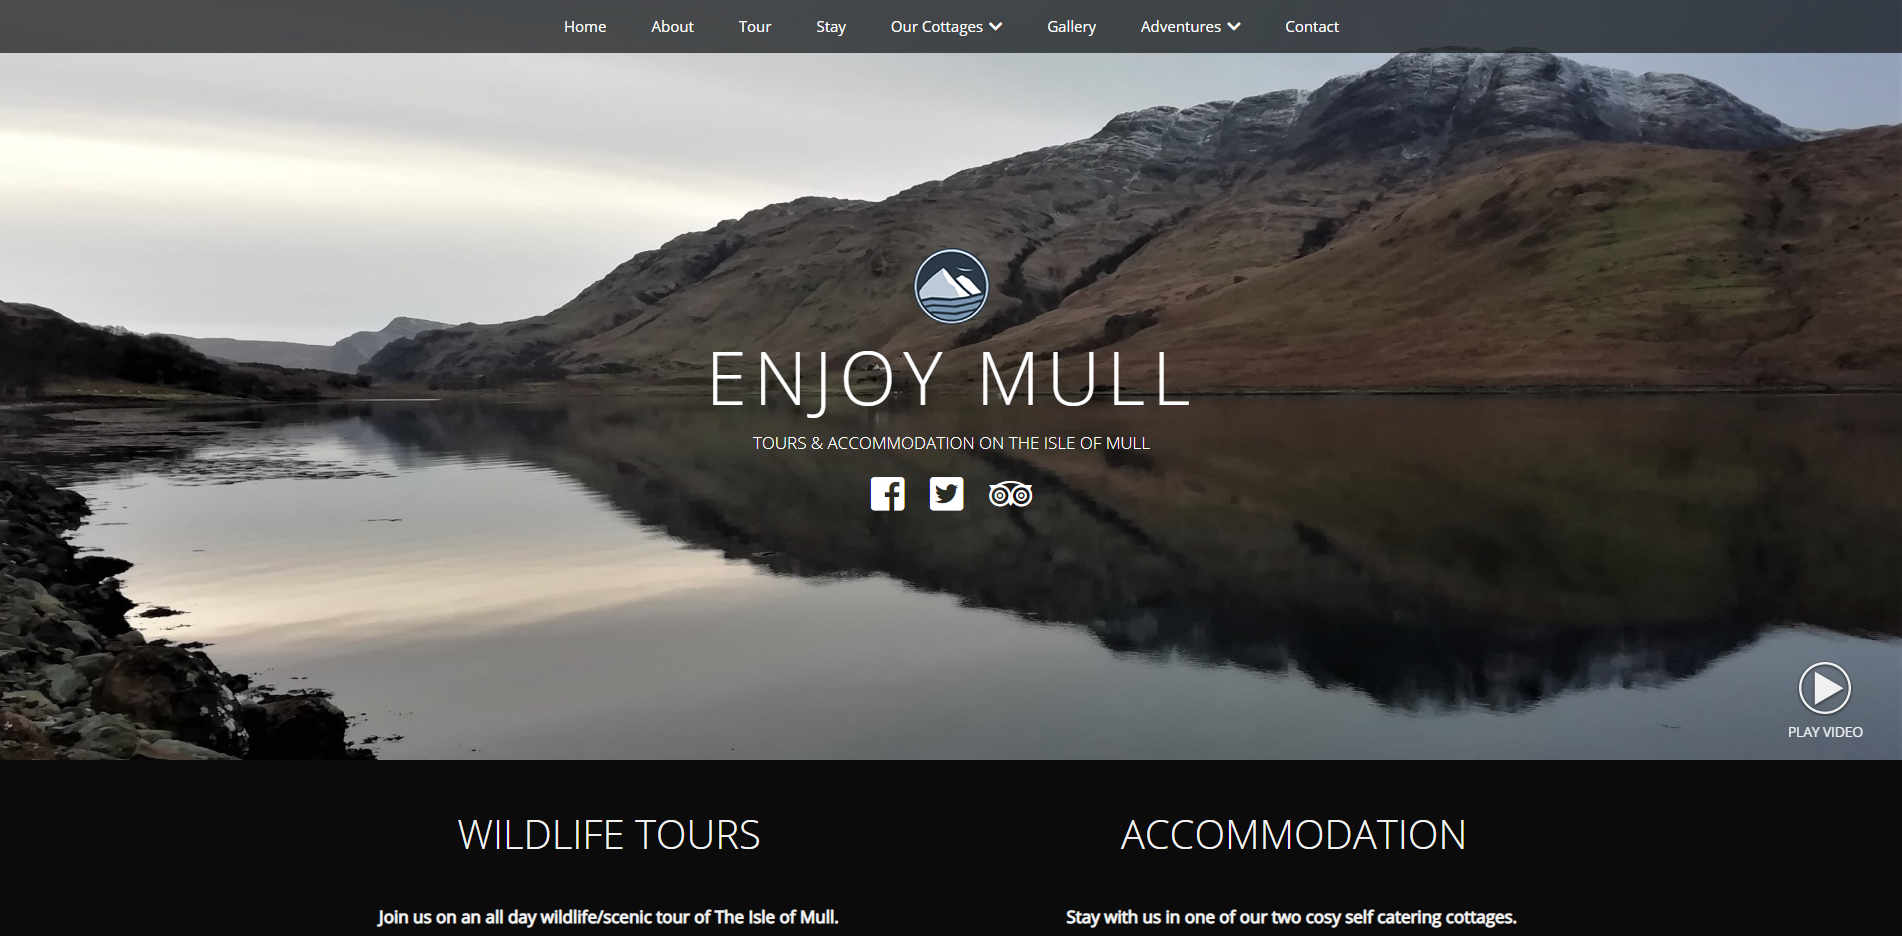 Home About Tour Stay Our Cottages Gallery Adventures Contact
ENJOY MULL
TOURS & ACCOMMODATION ON THE ISLE OF MULL
PLAY VIDEO
WILDLIFE TOURS
Join us on an all day wildlife/scenic tour of The Isle of Mull.
ACCOMMODATION
Stay with us in one of our two cosy self catering cottages.